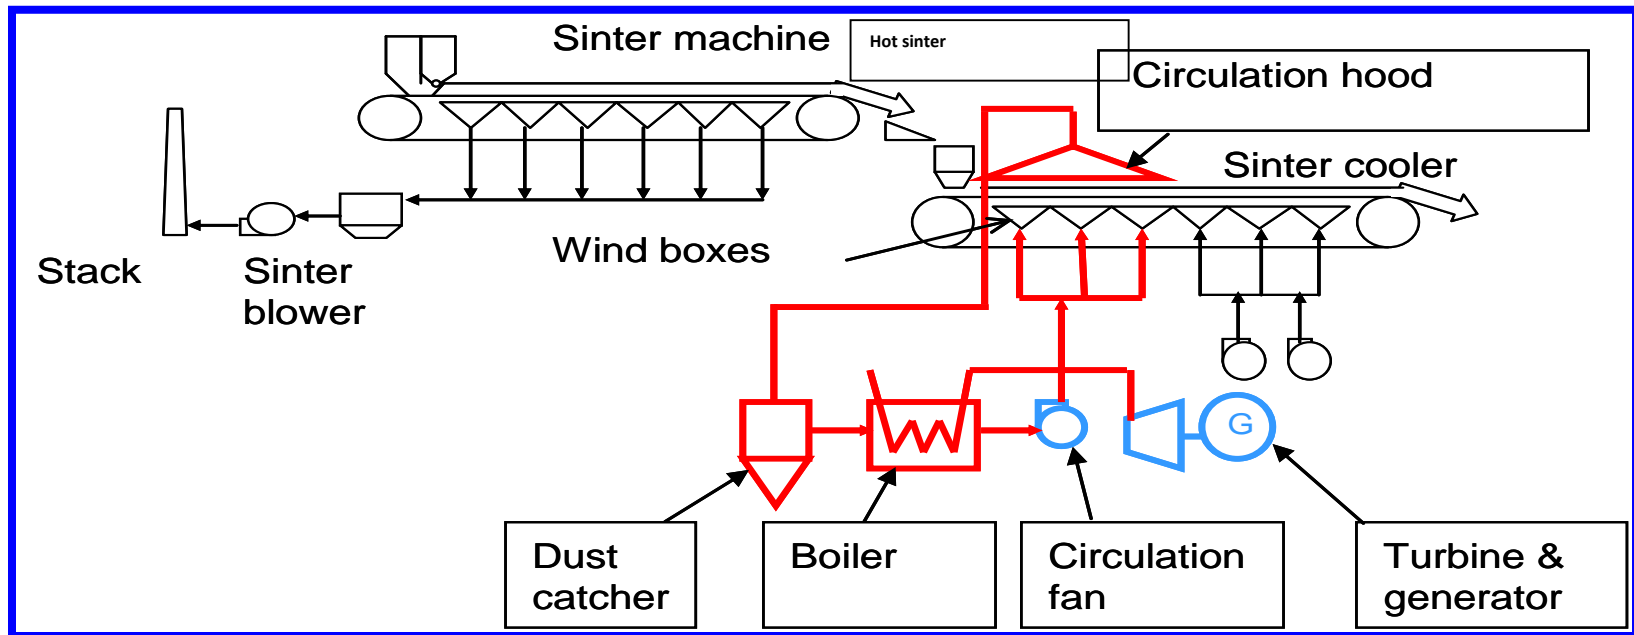 Sinter machine
Hot sinter
Circulation hood
Sinter cooler
Wind boxes
Stack
Sinter
blower
G
Dust
catcher
Boiler
Circulation
fan
Turbine &
generator